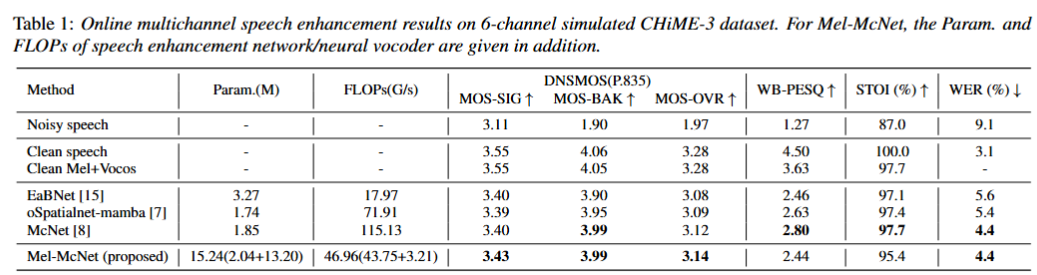 Table 1: Online multichannel speech enhancement results on 6-channel simulated CHiME-3 dataset. For Mel-McNet, the Param. and
FLOPs of speech enhancement network/neural vocoder are given in addition.
Method Param.(M) FLOPs(G/s) DNSMOS(P.835) WB-PESQ ↑ STOI (%) ↑ WER (%) ↓
MOS-SIG ↑ MOS-BAK ↑ MOS-OVR ↑
Noisy speech - - 3.11 1.90 1.97 1.27 87.0 9.1
Clean speech - - 3.55 4.06 3.28 4.50 100.0 3.1
Clean Mel+Vocos - - 3.55 4.05 3.28 3.63 97.7 -
EaBNet [15] 3.27 17.97 3.40 3.90 3.08 2.46 97.1 5.6
oSpatialnet-mamba [7] 1.74 71.91 3.39 3.95 3.09 2.63 97.4 5.4
McNet [8] 1.85 115.13 3.40 3.99 3.12 2.80 97.7 4.4
Mel-McNet (proposed) 15.24(2.04+13.20) 46.96(43.75+3.21) 3.43 3.99 3.14 2.44 95.4 4.4